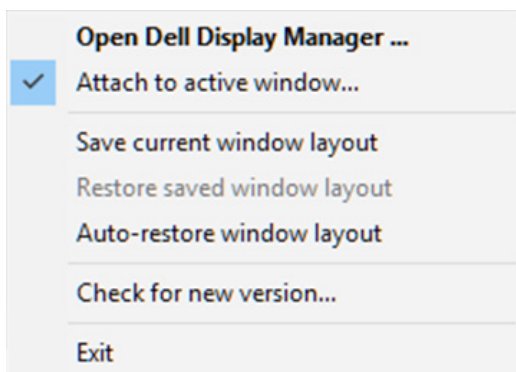 Open Dell Display Manager ...
Attach to active window...
Save current window layout
Restore saved window layout
Auto-restore window layout
Check for new version...
Exit